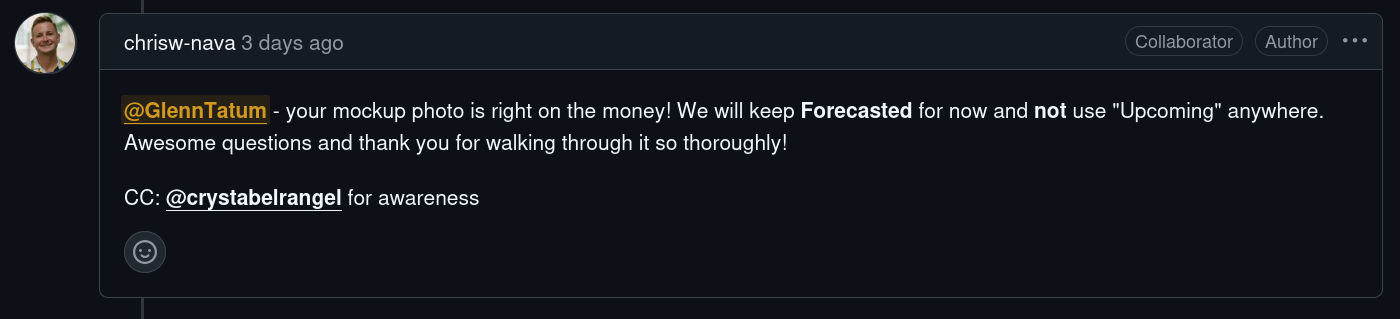 chrisw-nava 3 days ago Collaborator Author
@GlennTatum - your mockup photo is right on the money! We will keep Forecasted for now and not use "Upcoming" anywhere.
Awesome questions and thank you for walking through it so thoroughly!
CC: @crystabelrangel for awareness